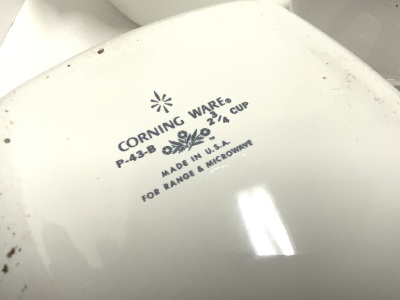 CORNING WARE®
P-43-B 2 3/4 CUP
MADE IN U.S.A.
FOR RANGE & MICROWAVE